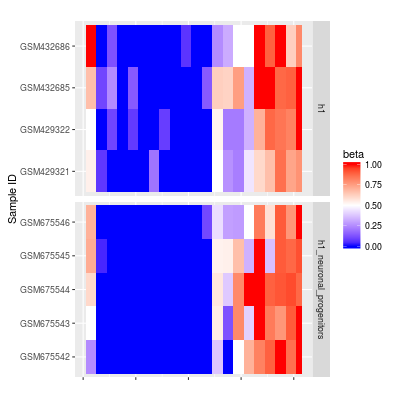 GSM432686
GSM432685
GSM429322
GSM429321
h1
Sample ID
GSM675546
GSM675545
GSM675544
GSM675543
GSM675542
h1_neuronal_progenitors
beta
1.00
0.75
0.50
0.25
0.00